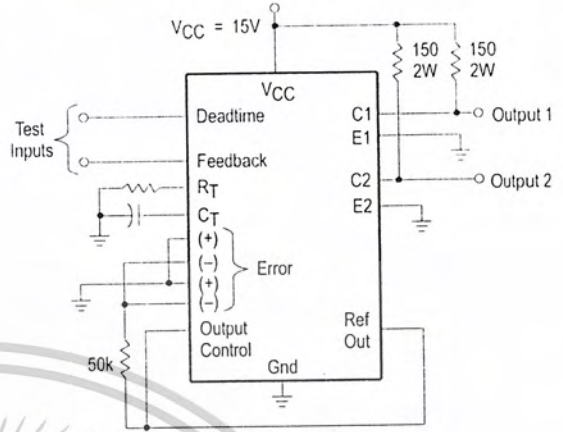 VCC = 15V
150
2W
150
2W
VCC
Test
Inputs
Deadtime
Feedback
RT
CT
(+)
(–)
(+)
(–)
Error
Output
Control
50k
Gnd
C1
E1
C2
E2
Ref
Out
Output 1
Output 2